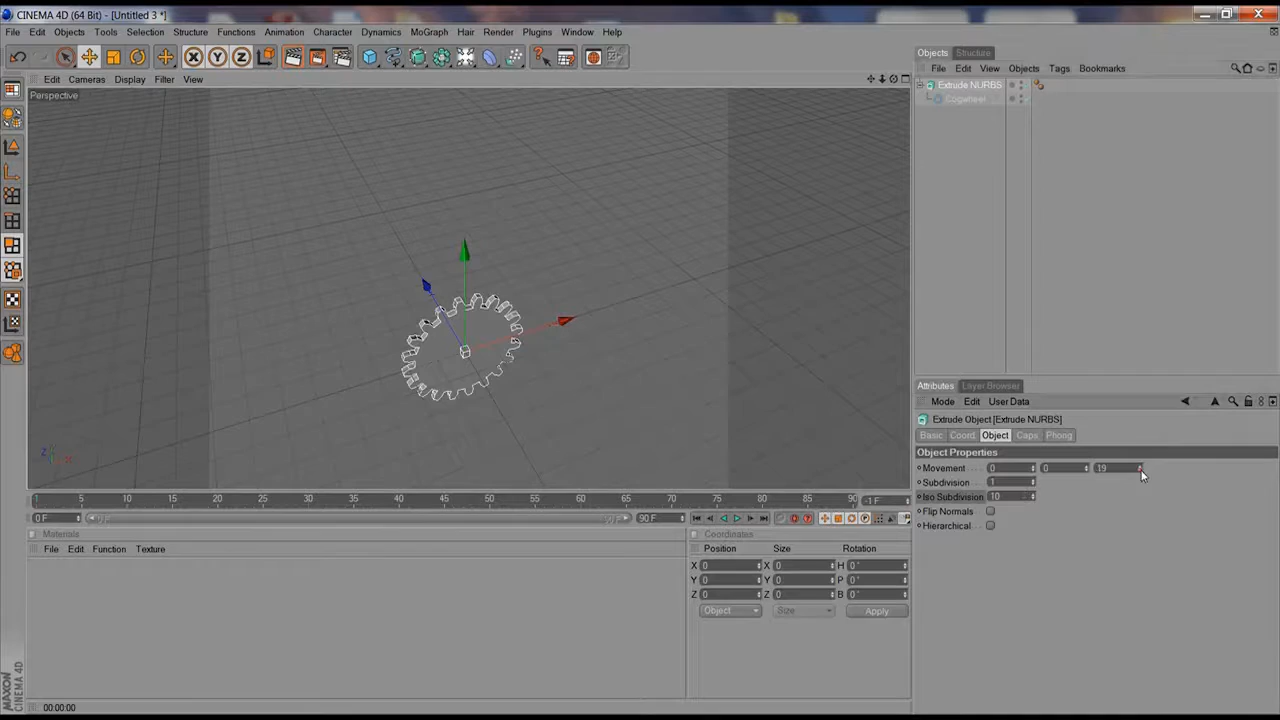 CINEMA 4D (64 Bit) - [Untitled 3 *]
File Edit Objects Tools Selection Structure Functions Animation Character Dynamics MoGraph Hair Render Plugins Window Help
X Y Z
Edit Cameras Display Filter View
Perspective
Z X
1 5 10 15 20 25 30 35 40 45 50 55 60 65 70 75 80 85 90 -1 F
0 F 90 F 90 F
Materials
File Edit Function Texture
Coordinates
Position Size Rotation
X 0 X 0 H 0 °
Y 0 Y 0 P 0 °
Z 0 Z 0 B 0 °
Object Size Apply
00:00:00
MAXON
CINEMA 4D
Objects Structure
File Edit View Objects Tags Bookmarks
Extrude NURBS
Cogwheel
Attributes Layer Browser
Mode Edit User Data
Extrude Object [Extrude NURBS]
Basic Coord. Object Caps Phong
Object Properties
Movement 0 0 19
Subdivision 1
Iso Subdivision 10
Flip Normals
Hierarchical